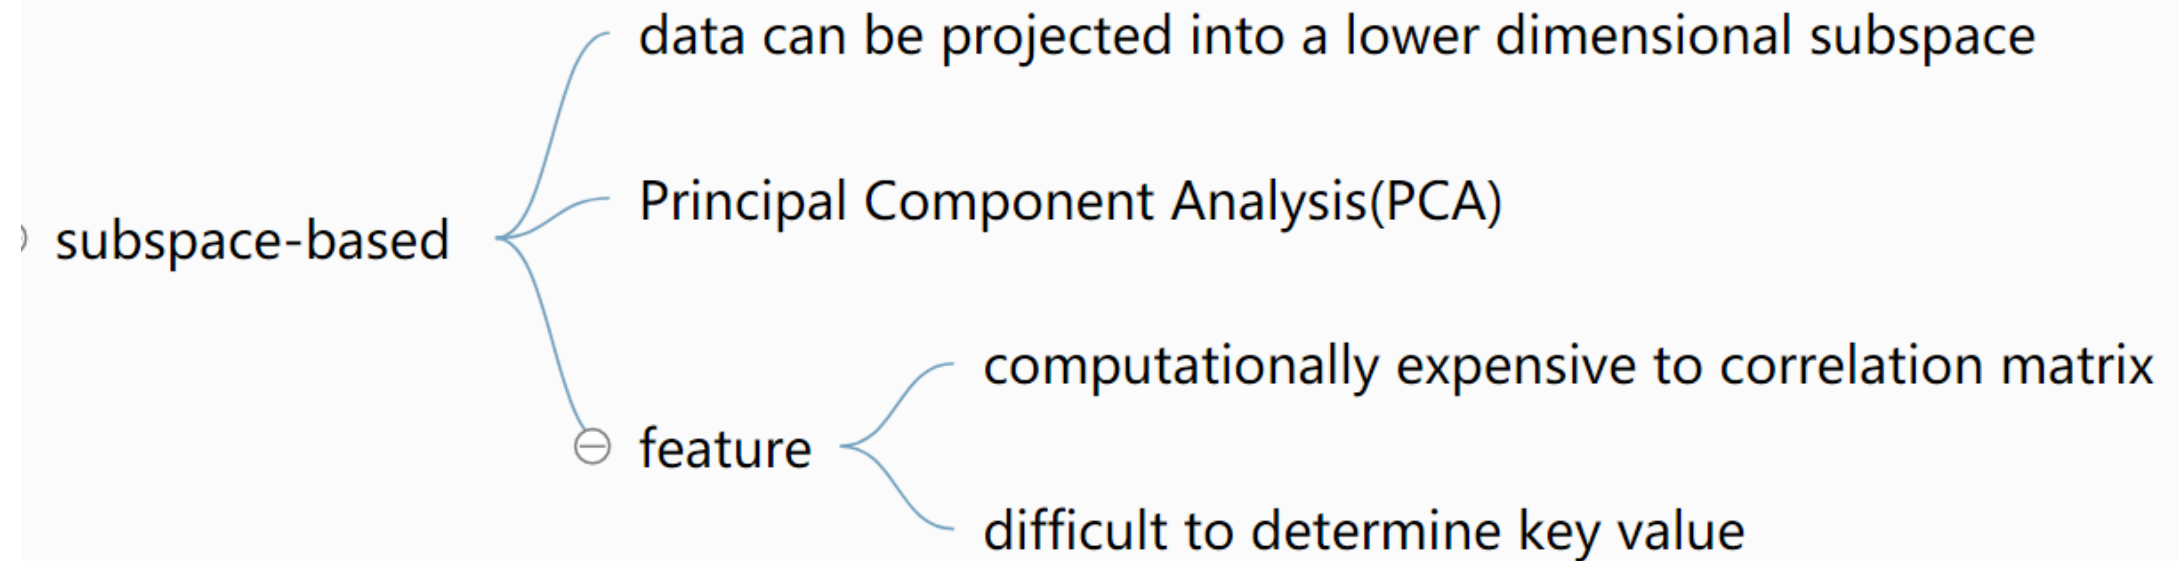 data can be projected into a lower dimensional subspace
Principal Component Analysis(PCA)
subspace-based
computationally expensive to correlation matrix
feature
difficult to determine key value